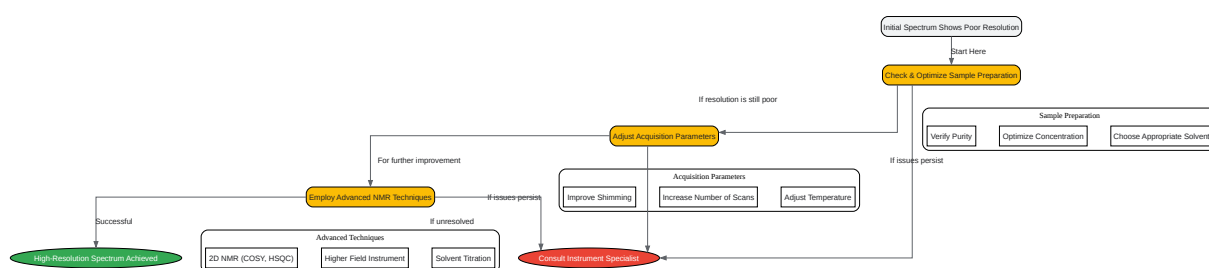 Initial Spectrum Shows Poor Resolution
Start Here
Check & Optimize Sample Preparation
If resolution is still poor
Sample Preparation
Verify Purity
Optimize Concentration
Choose Appropriate Solvent
Adjust Acquisition Parameters
For further improvement
If issues persist
Acquisition Parameters
Improve Shimming
Increase Number of Scans
Adjust Temperature
Employ Advanced NMR Techniques
If issues persist
Successful
If unresolved
Advanced Techniques
2D NMR (COSY, HSQC)
Higher Field Instrument
Solvent Titration
High-Resolution Spectrum Achieved
Consult Instrument Specialist